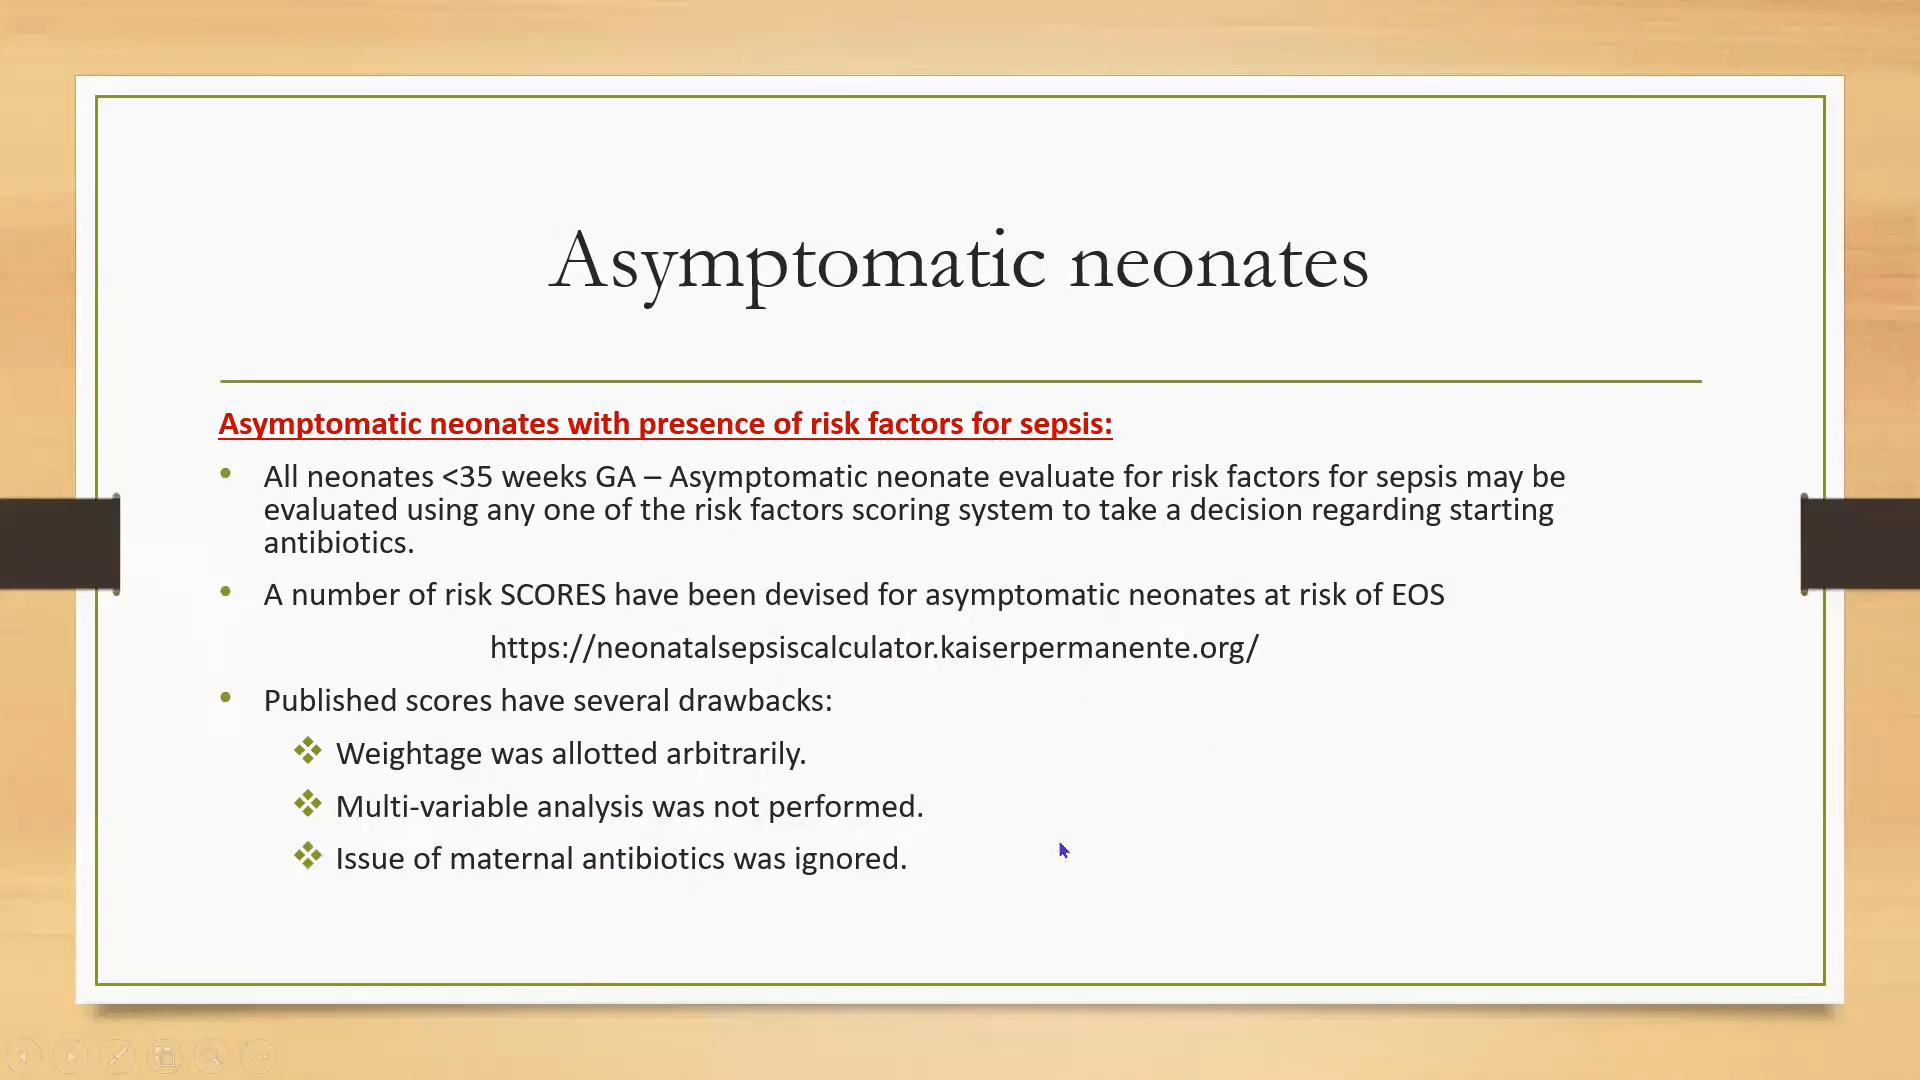 Asymptomatic neonates
Asymptomatic neonates with presence of risk factors for sepsis:
All neonates <35 weeks GA – Asymptomatic neonate evaluate for risk factors for sepsis may be
evaluated using any one of the risk factors scoring system to take a decision regarding starting
antibiotics.
A number of risk SCORES have been devised for asymptomatic neonates at risk of EOS
https://neonatalsepsiscalculator.kaiserpermanente.org/
Published scores have several drawbacks:
Weightage was allotted arbitrarily.
Multi-variable analysis was not performed.
Issue of maternal antibiotics was ignored.